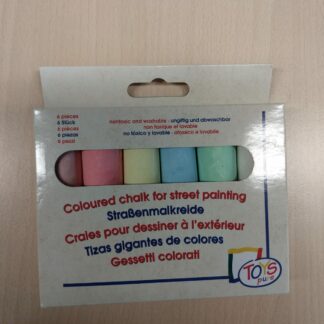 6 pieces
6 Stück
6 pièces
6 piezas
6 pezzi
nontoxic and washable - ungiftig und abwaschbar
non toxique et lavable
no tóxico y lavable - atossico e lavabile
Coloured chalk for street painting
Straßenmalkreide
Craies pour dessiner à l'extérieur
Tizas gigantes de colores
Gessetti colorati
TOYS
pure